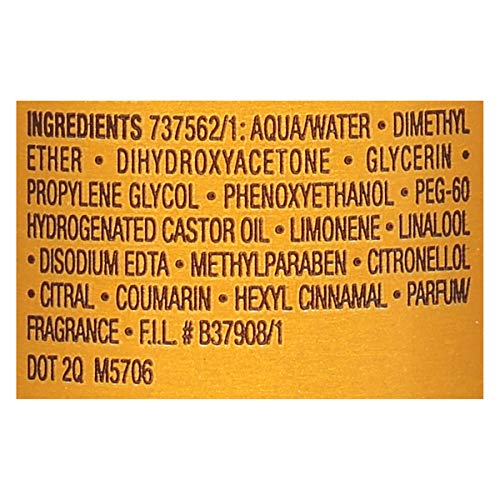 INGREDIENTS 737562/1: AQUA/WATER • DIMETHYL
ETHER • DIHYDROXYACETONE • GLYCERIN •
PROPYLENE GLYCOL • PHENOXYETHANOL • PEG-60
HYDROGENATED CASTOR OIL • LIMONENE • LINALOOL
• DISODIUM EDTA • METHYLPARABEN • CITRONELLOL
• CITRAL • COUMARIN • HEXYL CINNAMAL • PARFUM/
FRAGRANCE • F.I.L. # B37908/1
DOT 2Q M5706